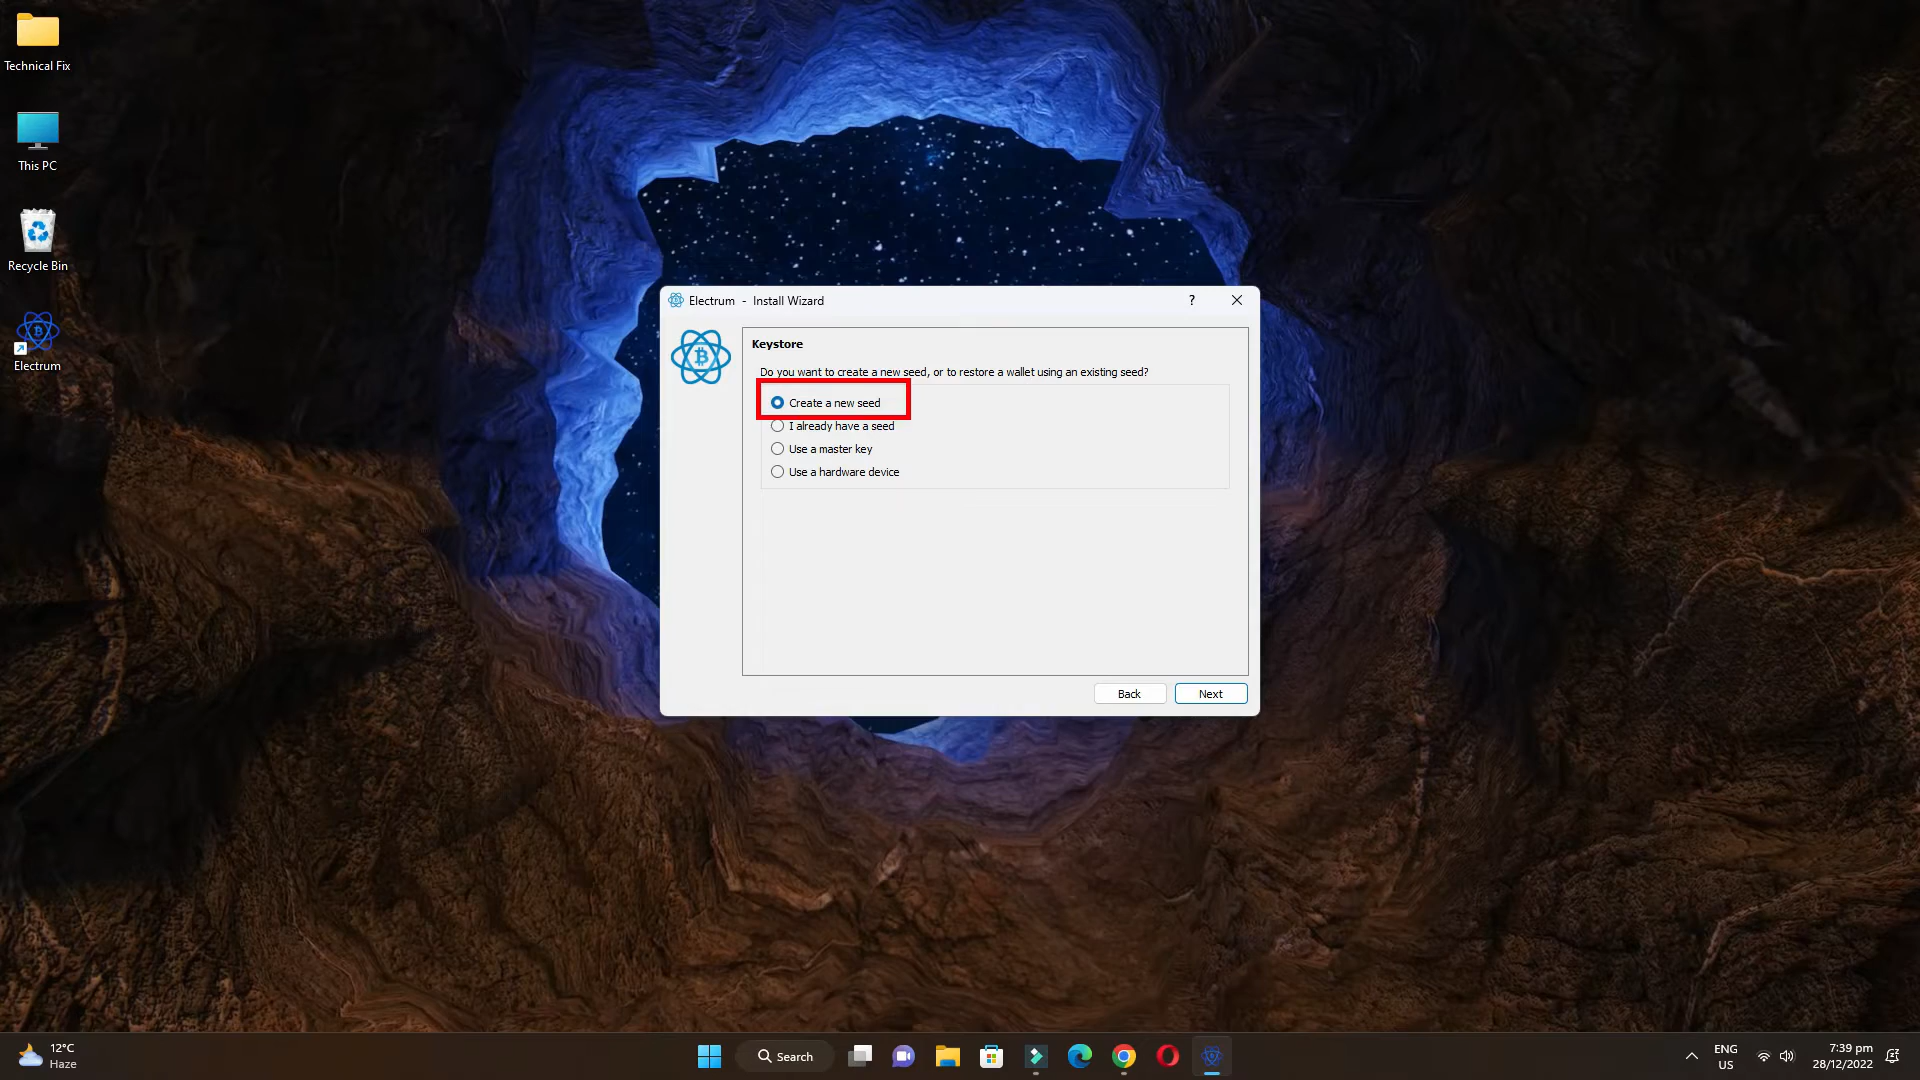 Technical Fix
This PC
Recycle Bin
Electrum
Electrum - Install Wizard
?
Keystore
Do you want to create a new seed, or to restore a wallet using an existing seed?
Create a new seed
I already have a seed
Use a master key
Use a hardware device
Back
Next
12°C
Haze
Search
ENG
US
7:39 pm
28/12/2022